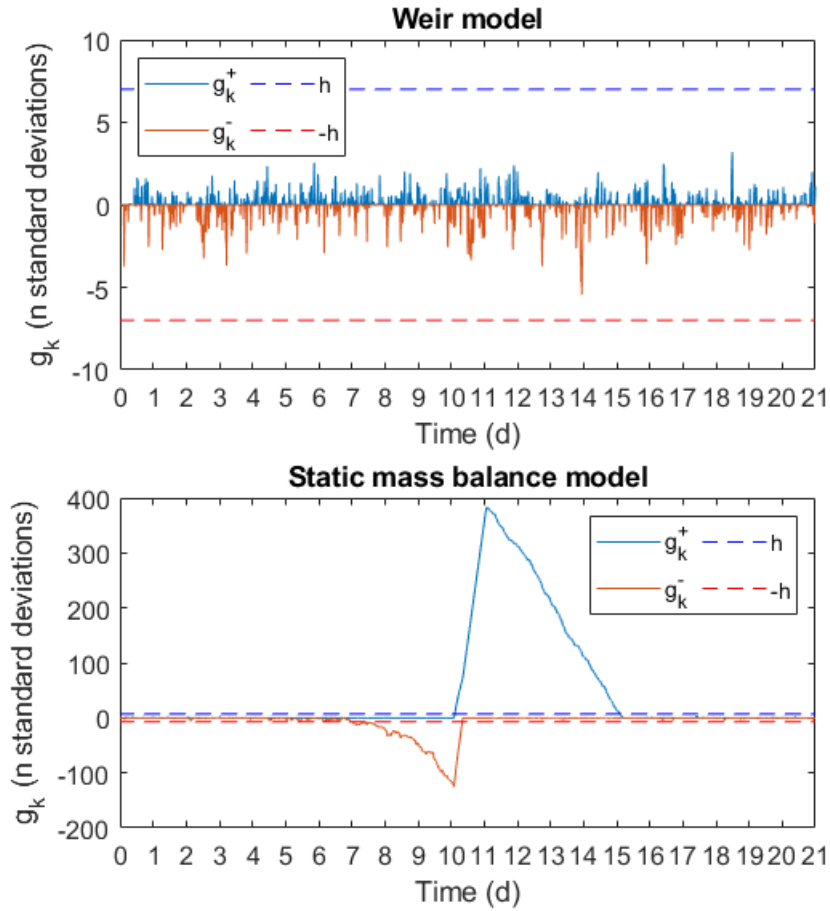 Weir model
10
5
0
-5
-10
g_k (n standard deviations)
g_k^+ h
g_k^- -h
0 1 2 3 4 5 6 7 8 9 10 11 12 13 14 15 16 17 18 19 20 21
Time (d)
Static mass balance model
400
300
200
100
0
-100
-200
g_k (n standard deviations)
g_k^+ h
g_k^- -h
0 1 2 3 4 5 6 7 8 9 10 11 12 13 14 15 16 17 18 19 20 21
Time (d)